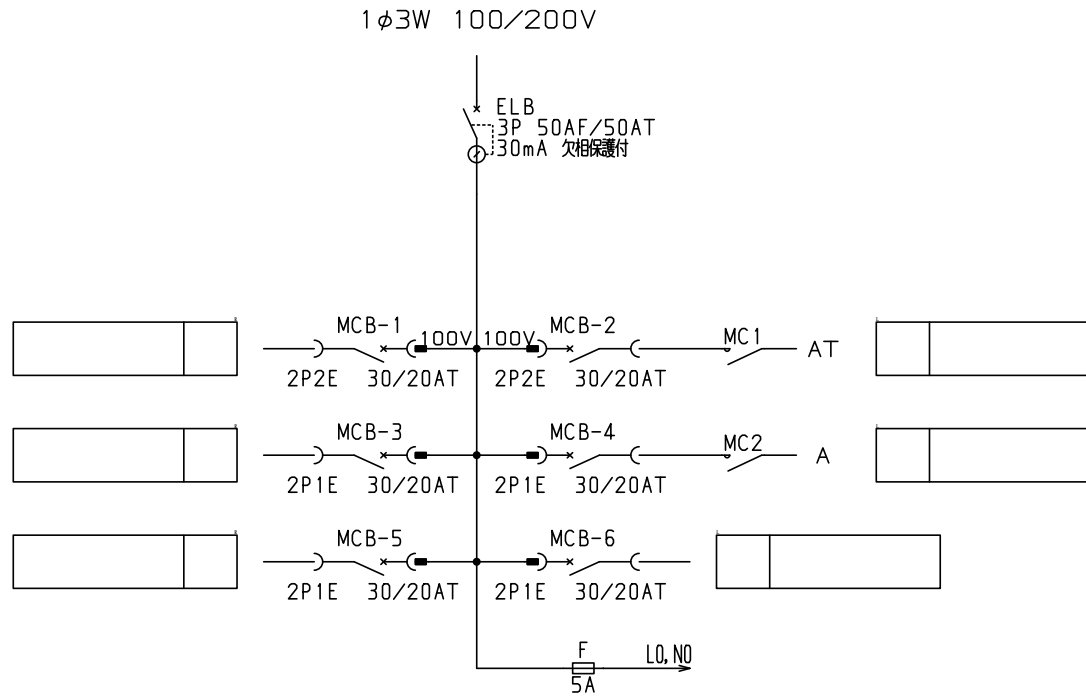 1φ3W 100/200V
ELB
3P 50AF/50AT
30mA 欠相保護付
MCB-1 100V 100V MCB-2 MC1 AT
2P2E 30/20AT 2P2E 30/20AT
MCB-3 MCB-4 MC2 A
2P1E 30/20AT 2P1E 30/20AT
MCB-5 MCB-6
2P1E 30/20AT 2P1E 30/20AT
F L0,N0
5A